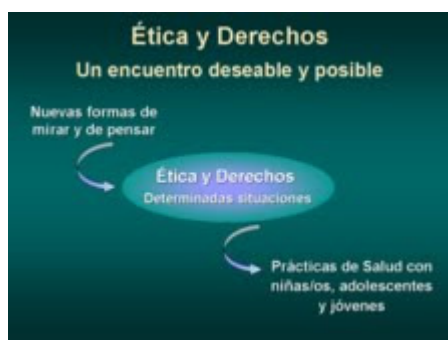 Ética y Derechos
Un encuentro deseable y posible
Nuevas formas de
mirar y de pensar
Ética y Derechos
Determinadas situaciones
Prácticas de Salud con
niñas/os, adolescentes
y jóvenes